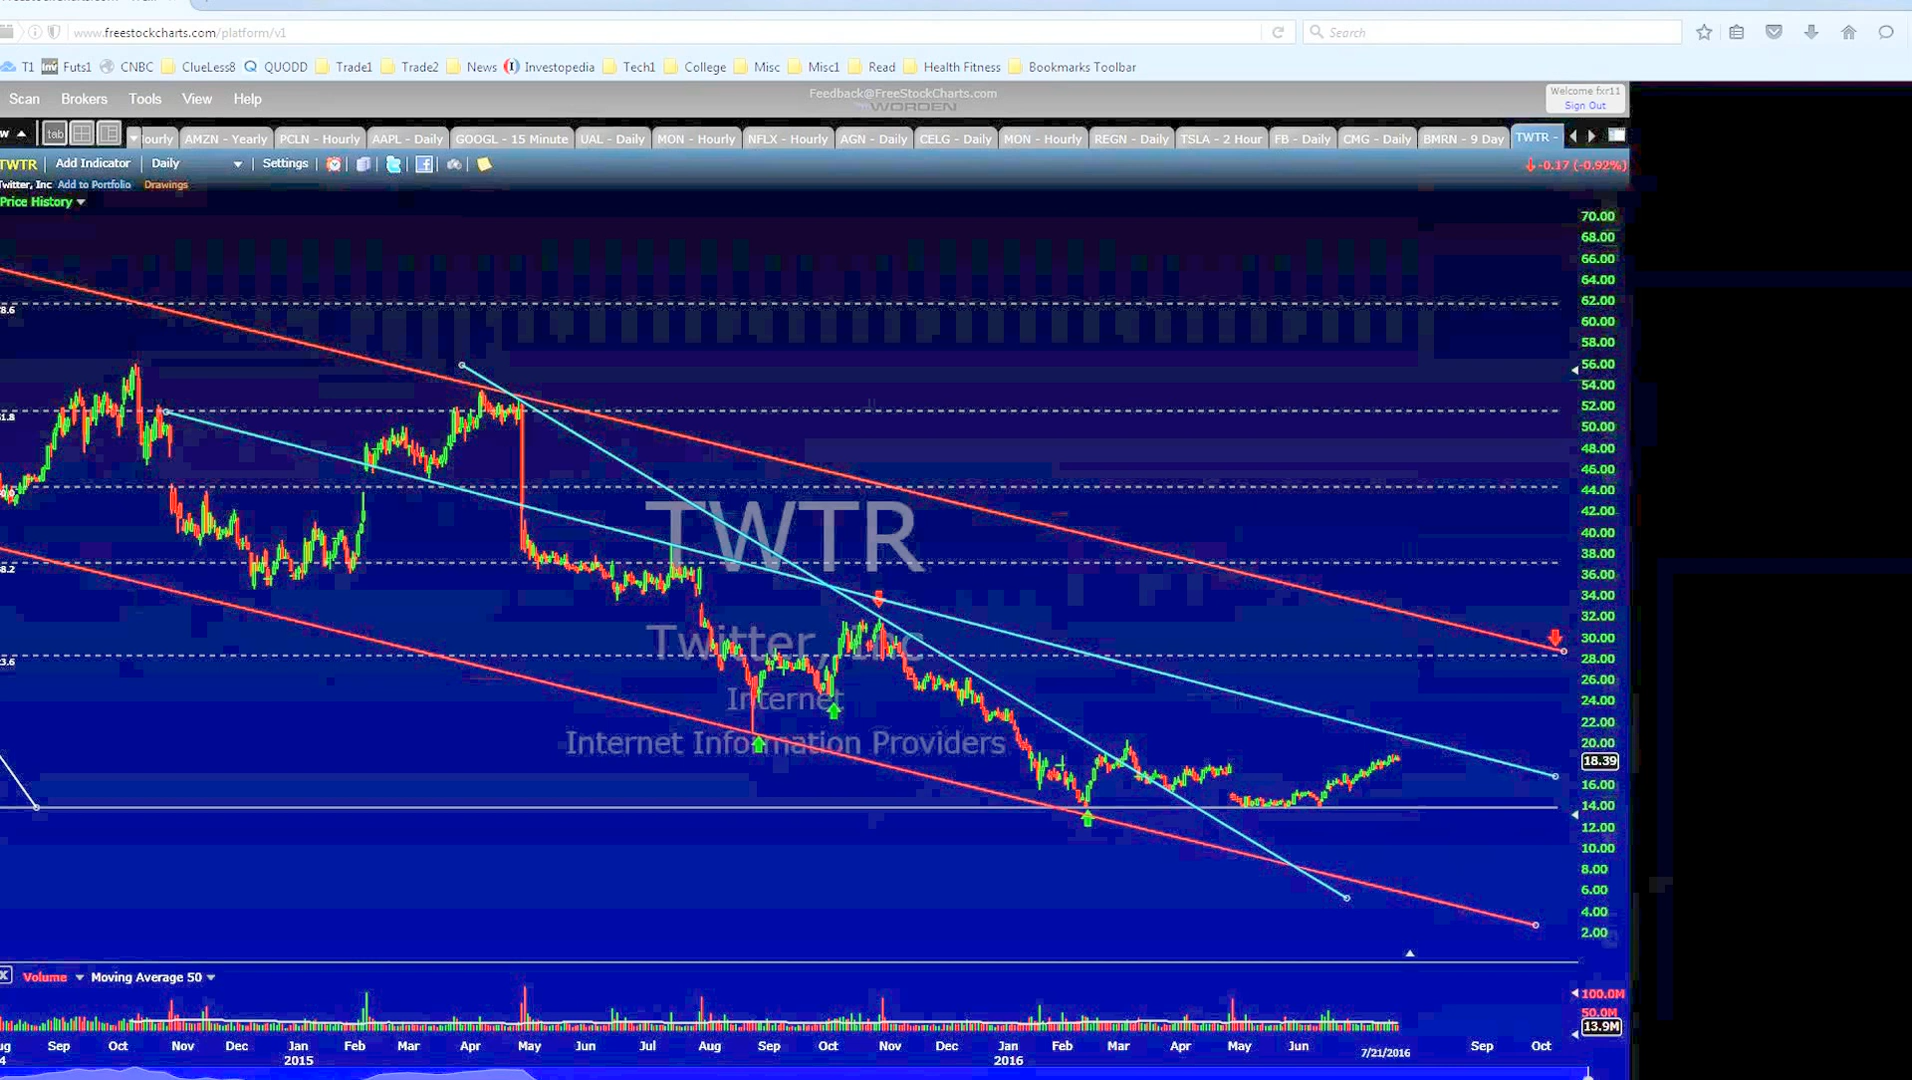 www.freestockcharts.com/platform/v1
Search
T1 Futs1 CNBC ClueLess8 QUODD Trade1 Trade2 News Investopedia Tech1 College Misc Misc1 Read Health Fitness Bookmarks Toolbar
Scan Brokers Tools View Help
Feedback@FreeStockCharts.com
WORDEN
Welcome fxr11
Sign Out
tab
AMZN - Yearly PCLN - Hourly AAPL - Daily GOOGL - 15 Minute UAL - Daily MON - Hourly NFLX - Hourly AGN - Daily CELG - Daily MON - Hourly REGN - Daily TSLA - 2 Hour FB - Daily CMG - Daily BMRN - 9 Day TWTR -
TWTR Add Indicator Daily Settings
-0.17 (-0.92%)
Twitter, Inc Add to Portfolio Drawings
Price History
70.00
68.00
66.00
64.00
62.00
60.00
58.00
56.00
54.00
52.00
50.00
48.00
46.00
44.00
42.00
40.00
38.00
36.00
34.00
32.00
30.00
28.00
26.00
24.00
22.00
20.00
18.39
16.00
14.00
12.00
10.00
8.00
6.00
4.00
2.00
TWTR
Twitter, Inc
Internet
Internet Information Providers
Volume Moving Average 50
100.0M
50.0M
13.9M
Sep Oct Nov Dec Jan Feb Mar Apr May Jun Jul Aug Sep Oct Nov Dec Jan Feb Mar Apr May Jun 7/21/2016 Sep Oct
2015 2016